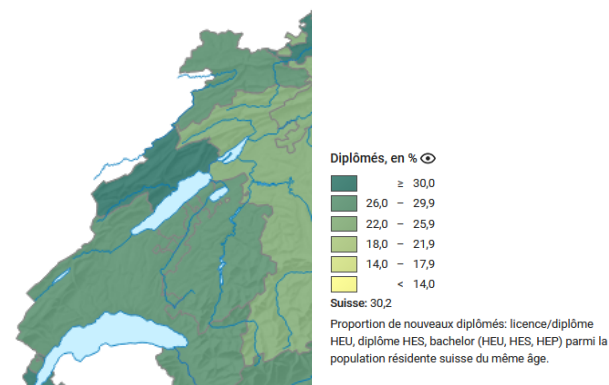 Diplômés, en %
≥ 30,0
26,0 – 29,9
22,0 – 25,9
18,0 – 21,9
14,0 – 17,9
< 14,0
Suisse: 30,2
Proportion de nouveaux diplômés: licence/diplôme
HEU, diplôme HES, bachelor (HEU, HES, HEP) parmi la
population résidente suisse du même âge.